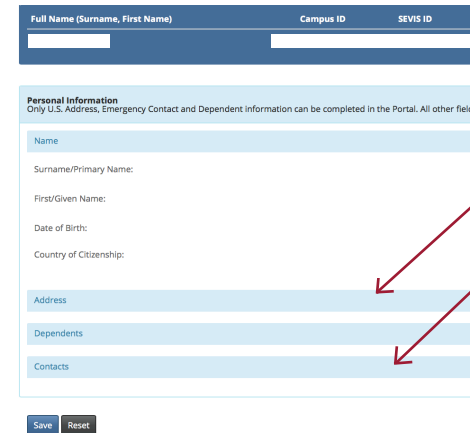 Full Name (Surname, First Name) Campus ID SEVIS ID
Personal Information
Only U.S. Address, Emergency Contact and Dependent information can be completed in the Portal. All other
Name
Surname/Primary Name:
First/Given Name:
Date of Birth:
Country of Citizenship:
Address
Dependents
Contacts
Save Reset